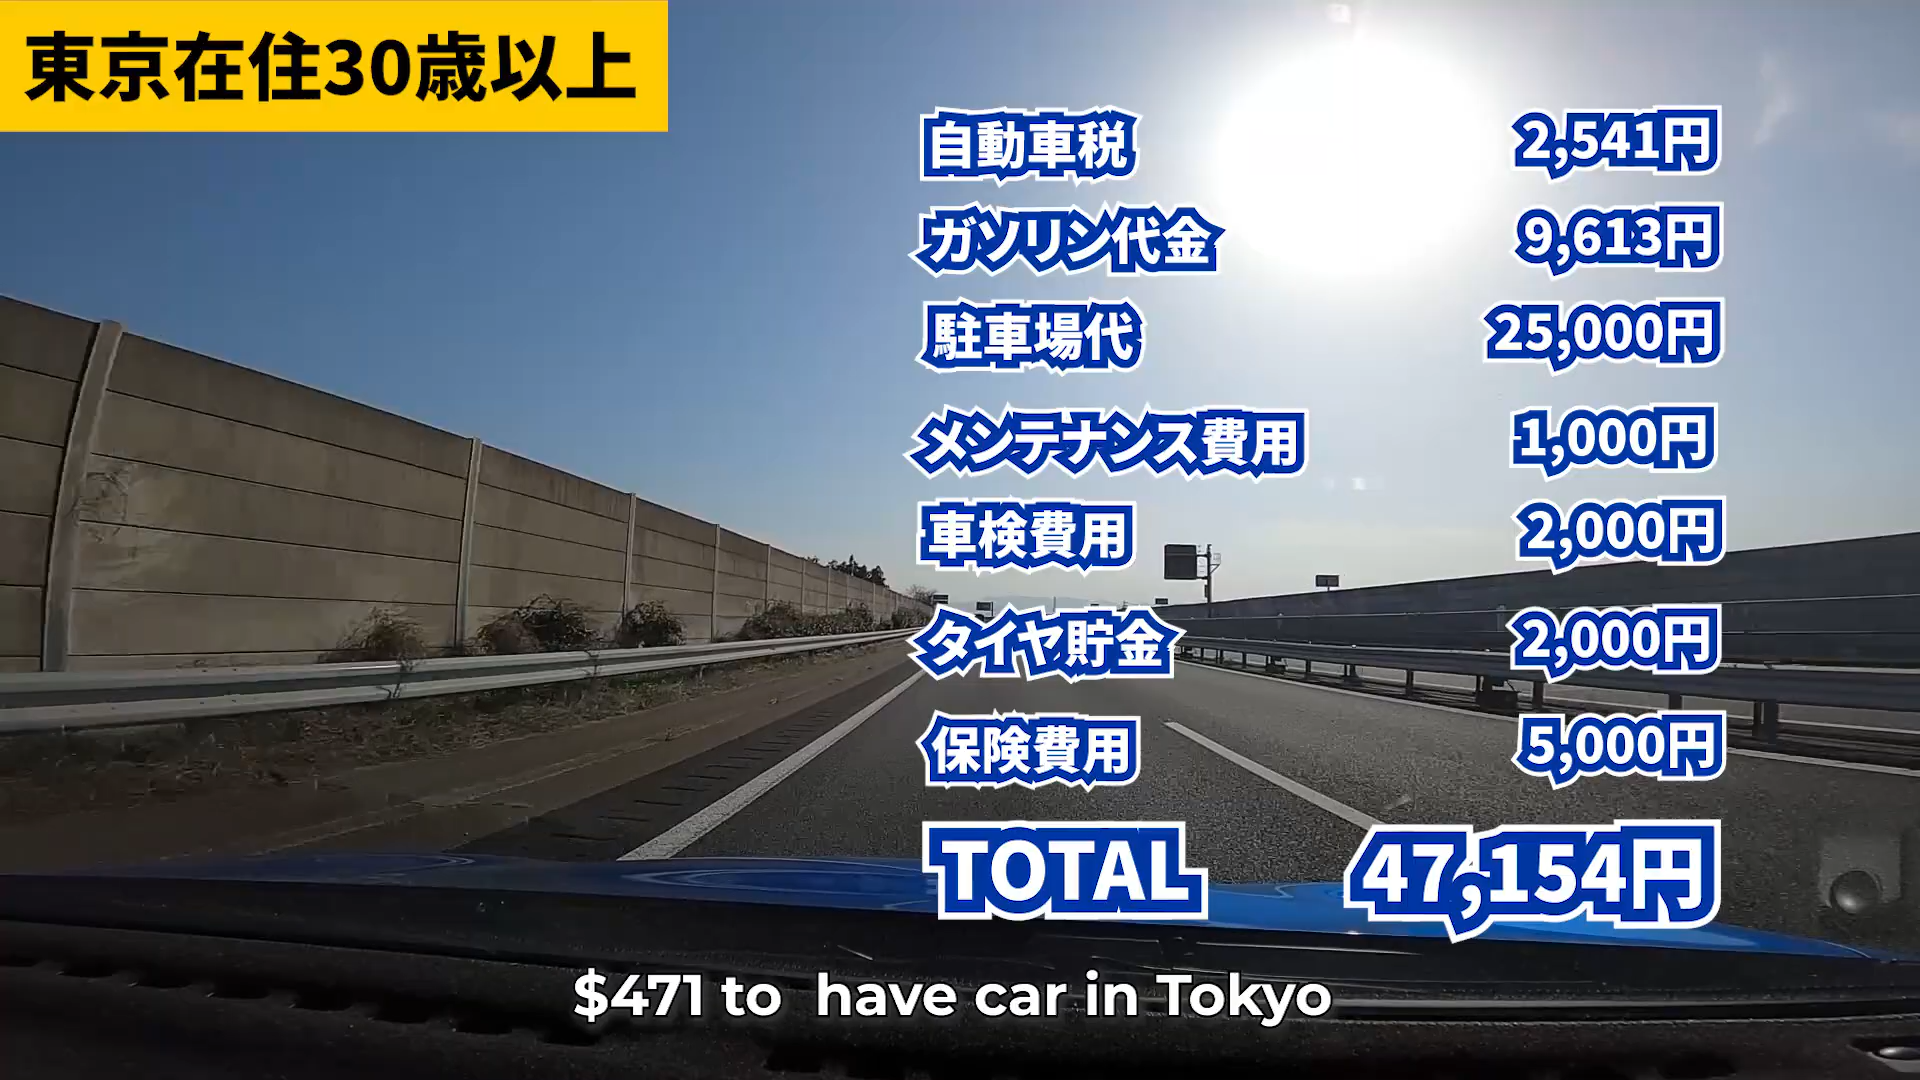 東京在住30歳以上
自動車税 2,541円
ガソリン代金 9,613円
駐車場代 25,000円
メンテナンス費用 1,000円
車検費用 2,000円
タイヤ貯金 2,000円
保険費用 5,000円
TOTAL 47,154円
$471 to have car in Tokyo